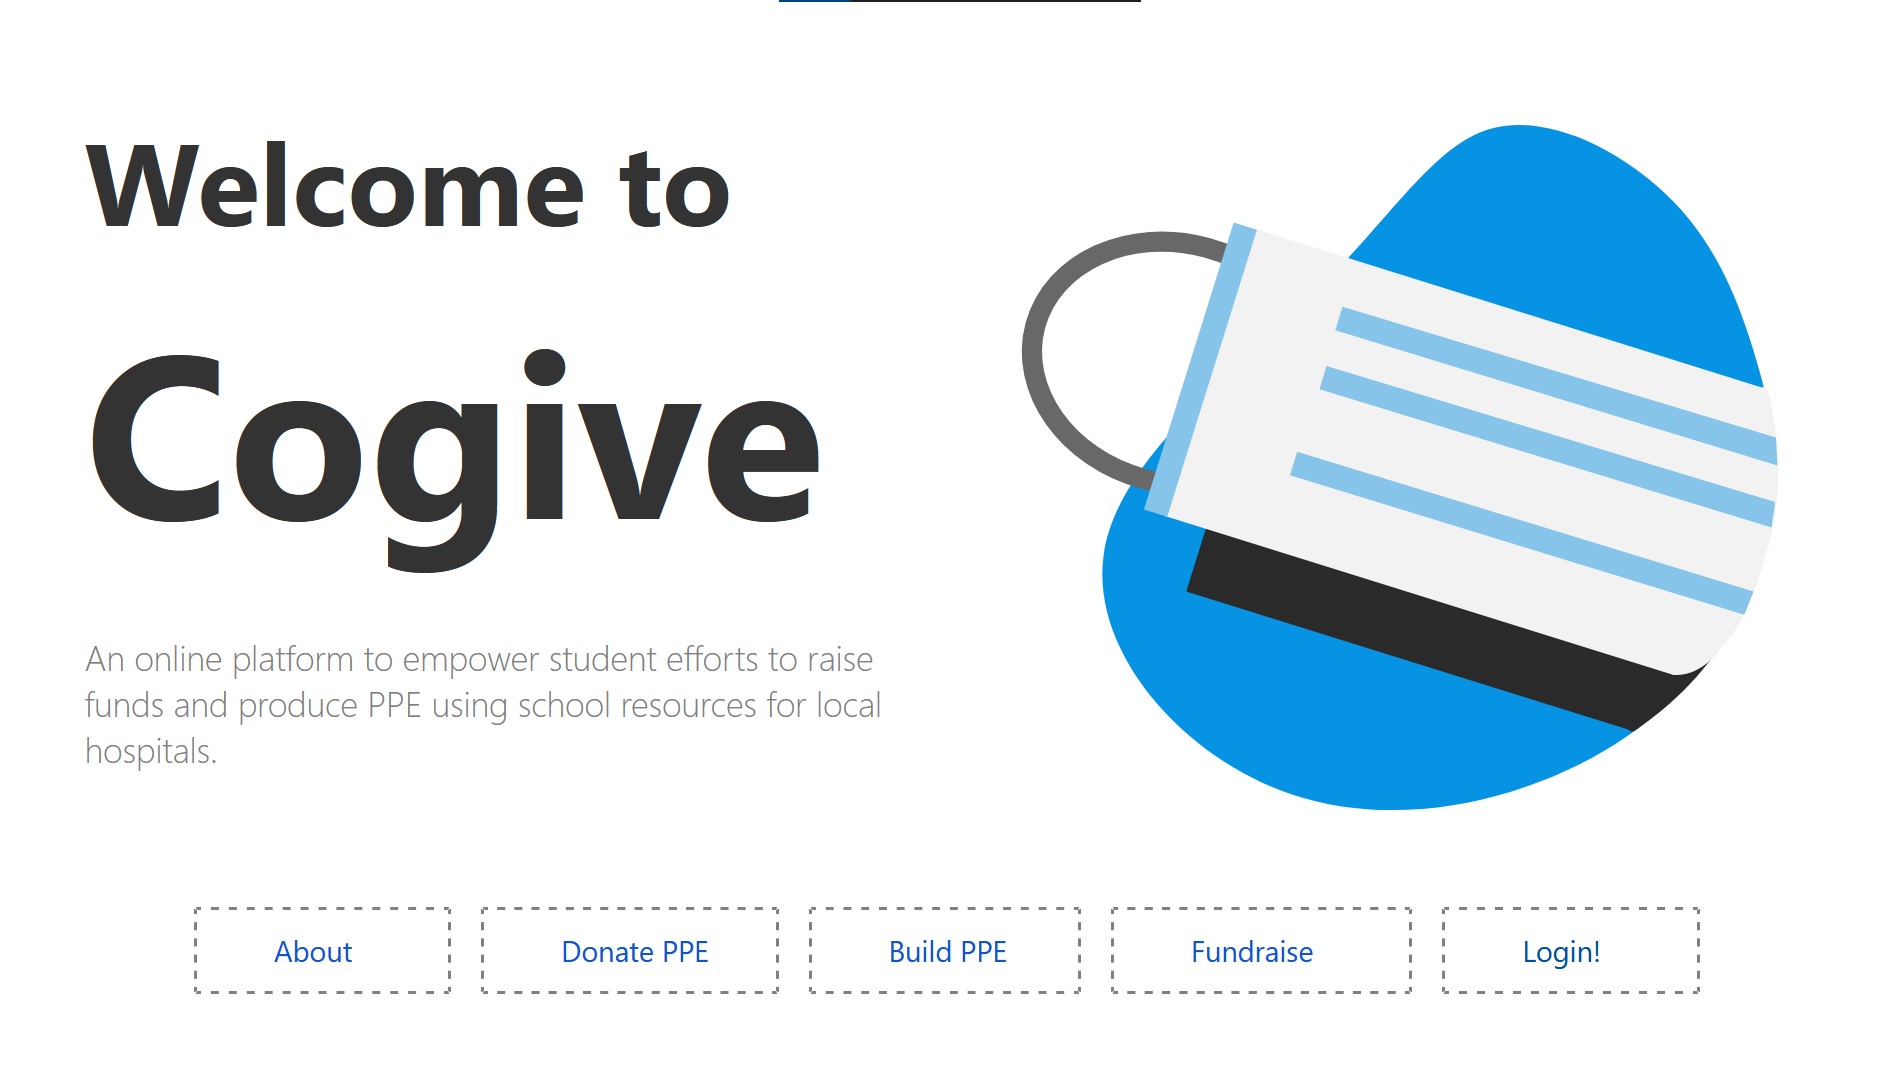 Welcome to
Cogive
An online platform to empower student efforts to raise
funds and produce PPE using school resources for local
hospitals.
About
Donate PPE
Build PPE
Fundraise
Login!